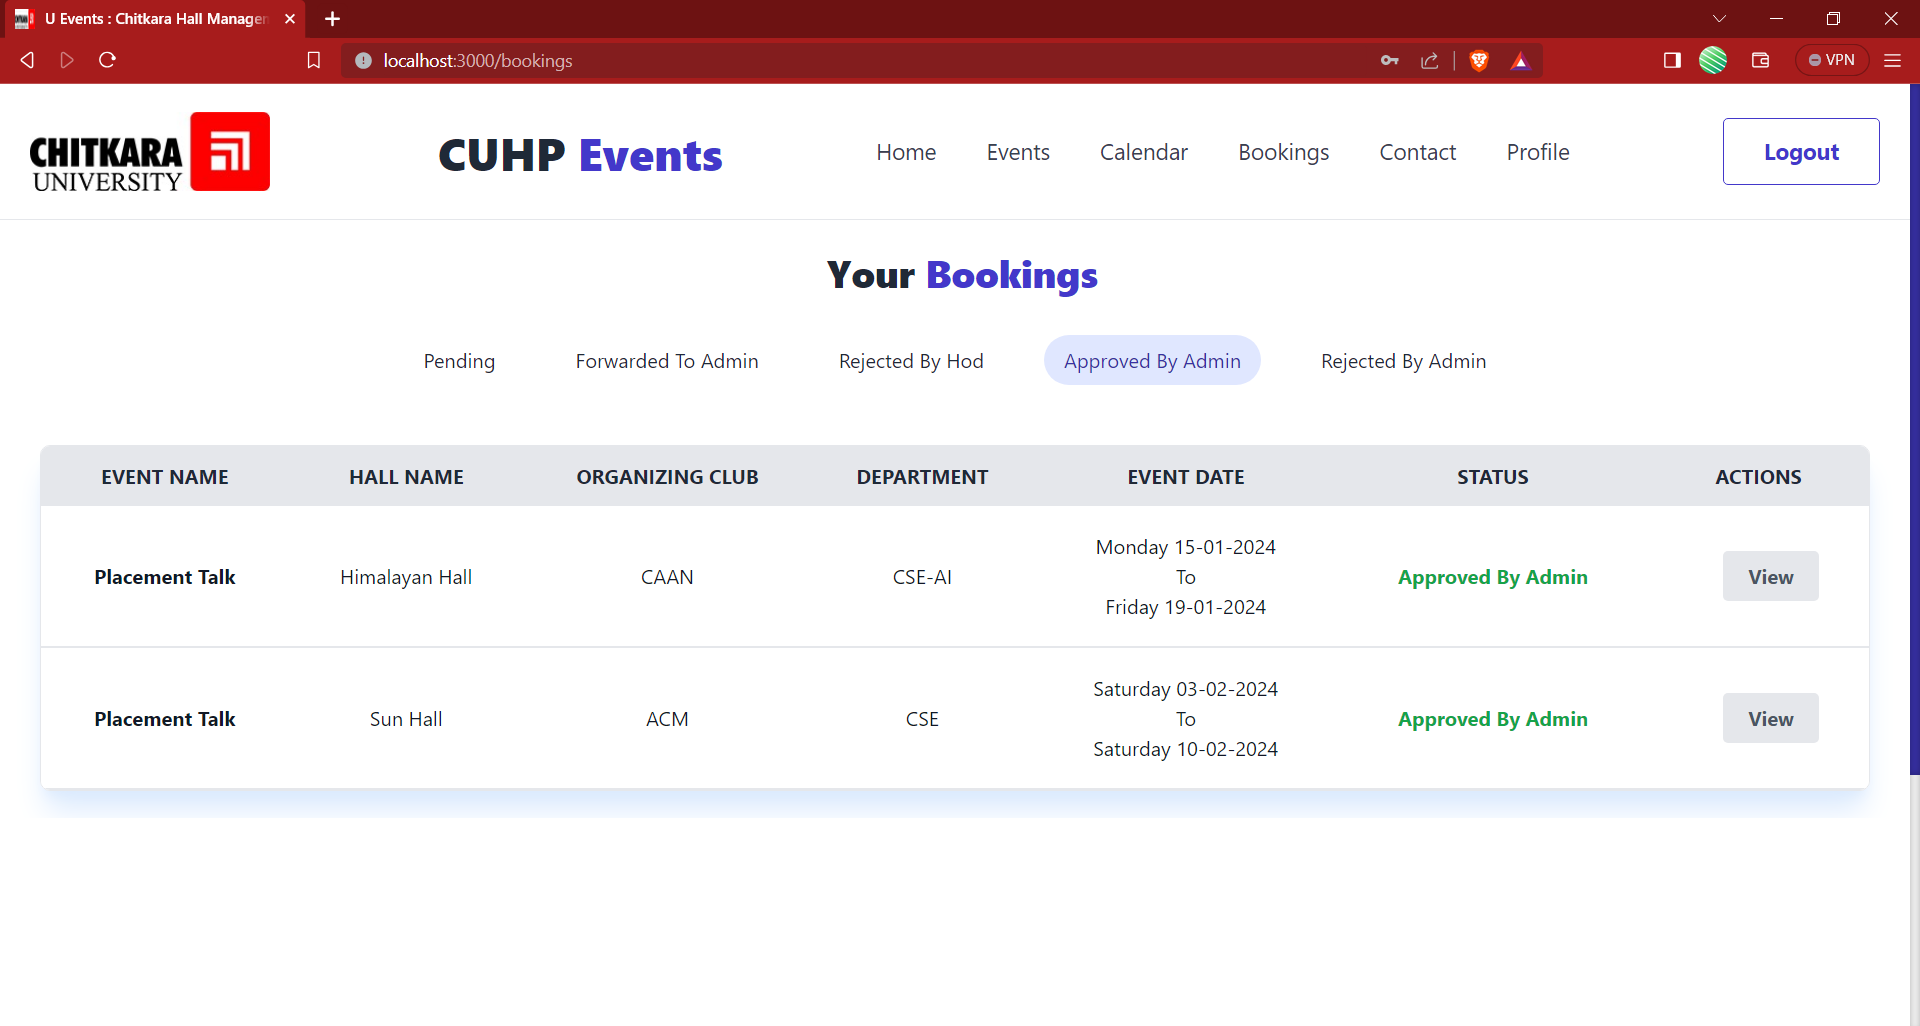 U Events : Chitkara Hall Managem
localhost:3000/bookings
VPN
CHITKARA
UNIVERSITY
CUHP Events
Home Events Calendar Bookings Contact Profile
Logout
Your Bookings
Pending Forwarded To Admin Rejected By Hod Approved By Admin Rejected By Admin
EVENT NAME HALL NAME ORGANIZING CLUB DEPARTMENT EVENT DATE STATUS ACTIONS
Monday 15-01-2024
Placement Talk Himalayan Hall CAAN CSE-AI To Approved By Admin View
Friday 19-01-2024
Saturday 03-02-2024
Placement Talk Sun Hall ACM CSE To Approved By Admin View
Saturday 10-02-2024